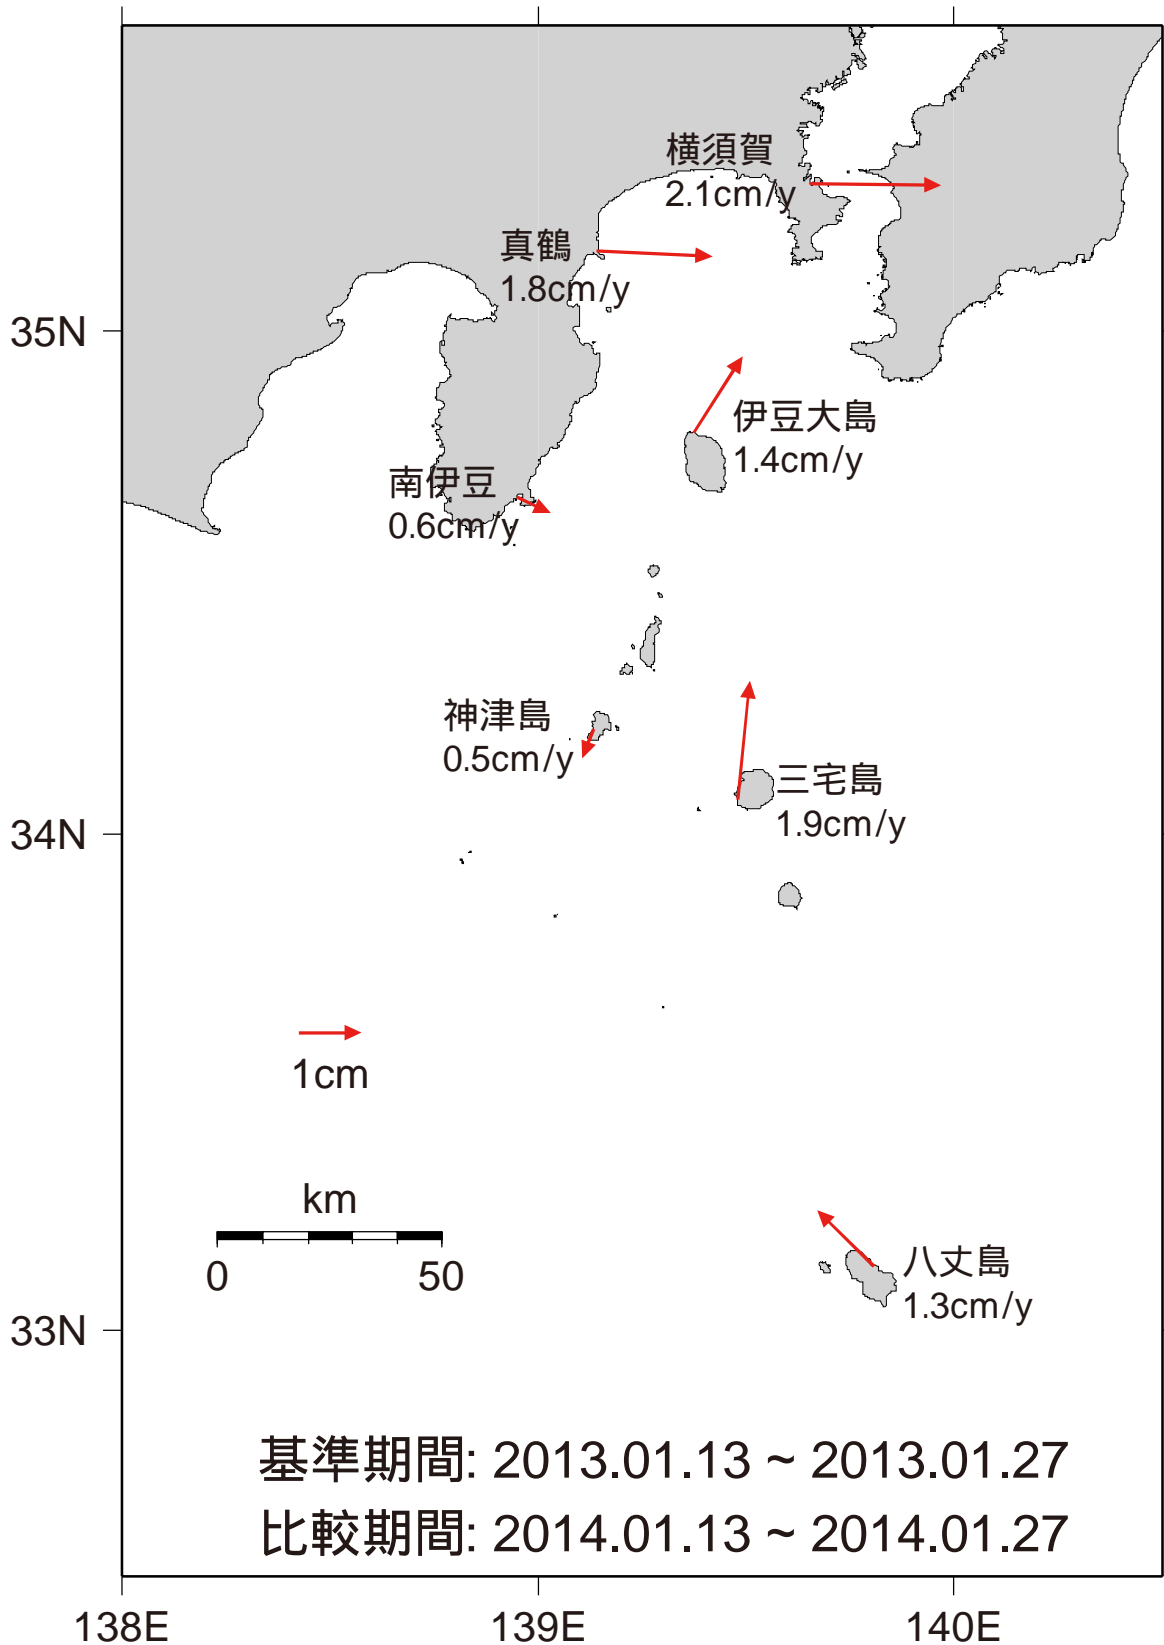 横須賀
2.1cm/y
真鶴
1.8cm/y
35N
伊豆大島
1.4cm/y
南伊豆
0.6cm/y
神津島
0.5cm/y
三宅島
1.9cm/y
34N
1cm
km
0 50
八丈島
1.3cm/y
33N
基準期間: 2013.01.13 ~ 2013.01.27
比較期間: 2014.01.13 ~ 2014.01.27
138E 139E 140E